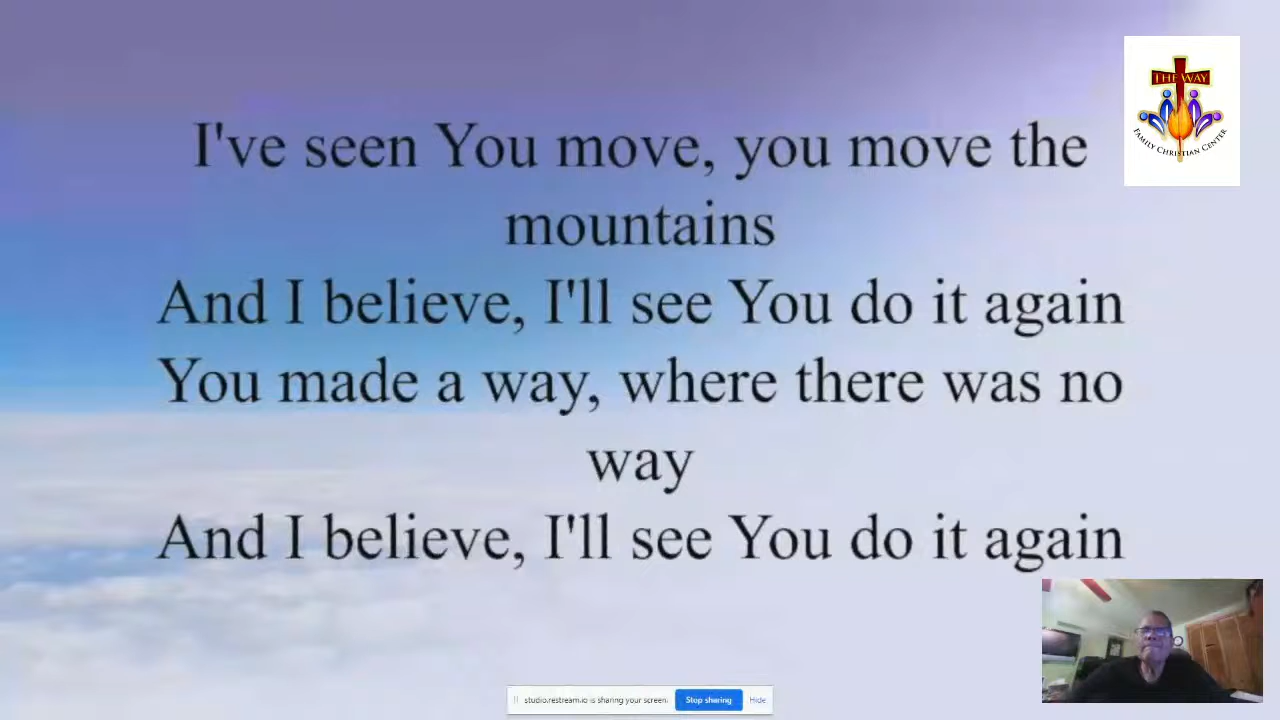 THE WAY
FAMILY CHRISTIAN CENTER
I've seen You move, you move the
mountains
And I believe, I'll see You do it again
You made a way, where there was no
way
And I believe, I'll see You do it again
studio.restream.io is sharing your screen.
Stop sharing
Hide